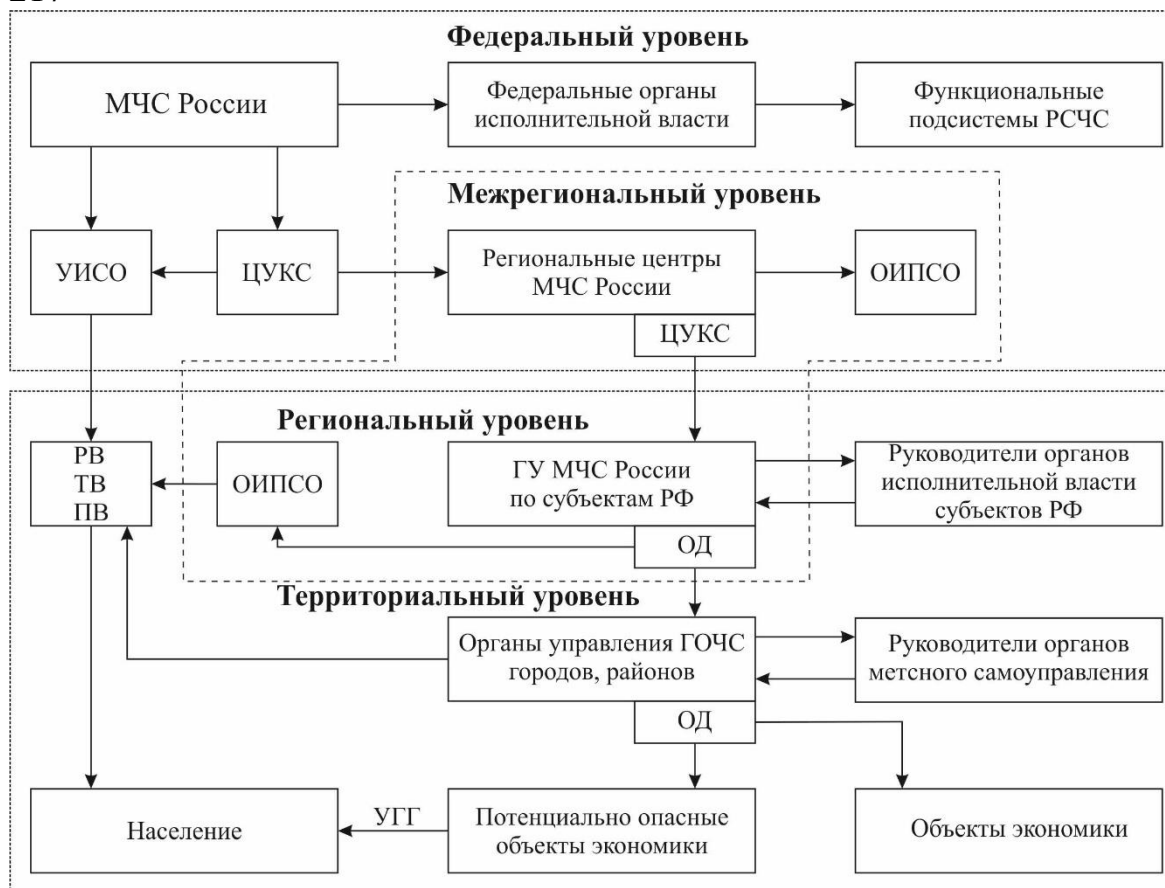 Федеральный уровень
МЧС России
Федеральные органы
исполнительной власти
Функциональные
подсистемы РСЧС
Межрегиональный уровень
УИСО
ЦУКС
Региональные центры
МЧС России
ОИПСО
ЦУКС
Региональный уровень
РВ
ТВ
ПВ
ОИПСО
ГУ МЧС России
по субъектам РФ
Руководители органов
исполнительной власти
субъектов РФ
ОД
Территориальный уровень
Органы управления ГОЧС
городов, районов
Руководители органов
метсного самоуправления
ОД
Население
УГГ
Потенциально опасные
объекты экономики
Объекты экономики